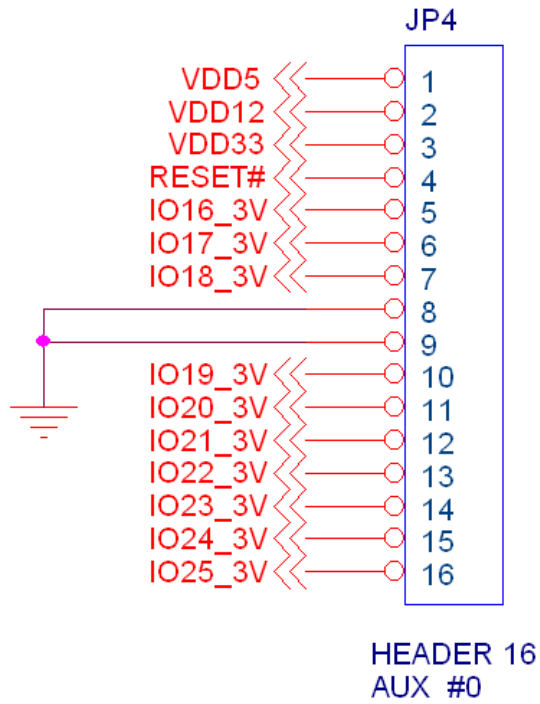 JP4
VDD5 1
VDD12 2
VDD33 3
RESET# 4
IO16_3V 5
IO17_3V 6
IO18_3V 7
8
9
IO19_3V 10
IO20_3V 11
IO21_3V 12
IO22_3V 13
IO23_3V 14
IO24_3V 15
IO25_3V 16
HEADER 16
AUX #0